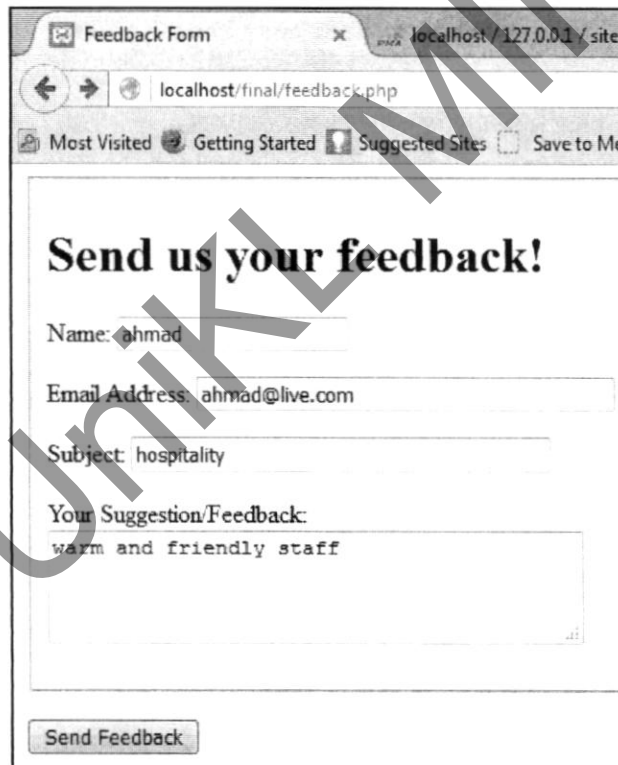 Feedback Form × localhost / 127.0.0.1 / site
localhost/final/feedback.php
Most Visited Getting Started Suggested Sites Save to Me
Send us your feedback!
Name: ahmad
Email Address: ahmad@live.com
Subject: hospitality
Your Suggestion/Feedback:
warm and friendly staff
Send Feedback
UniKL MI